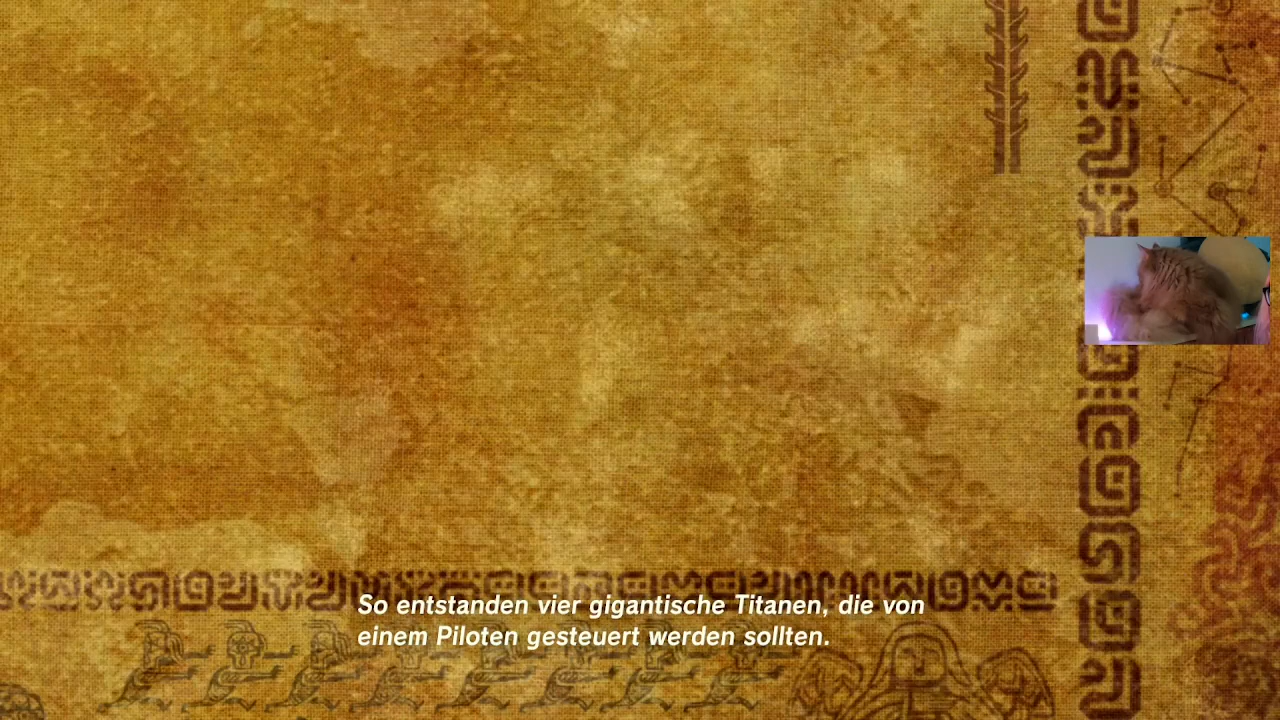 So entstanden vier gigantische Titanen, die von
einem Piloten gesteuert werden sollten.